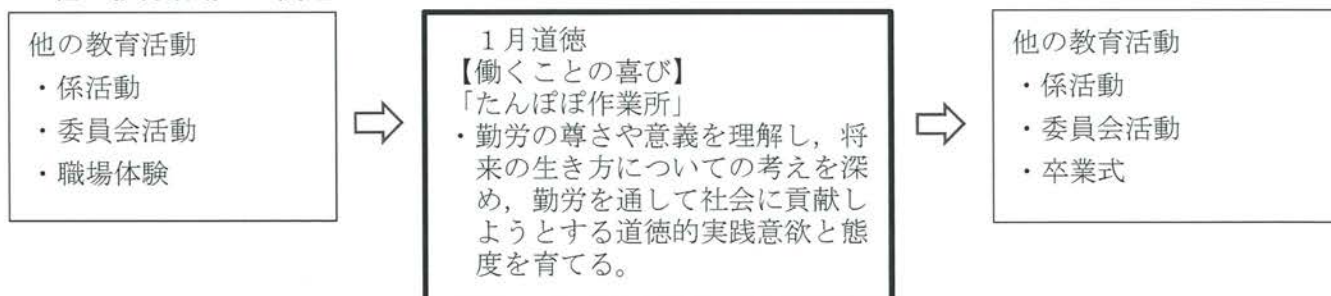 他の教育活動
・係活動
・委員会活動
・職場体験
１月道徳
【働くことの喜び】
「たんぽぽ作業所」
・勤労の尊さや意義を理解し，将
来の生き方についての考えを深
め，勤労を通して社会に貢献し
ようとする道徳的実践意欲と態
度を育てる。
他の教育活動
・係活動
・委員会活動
・卒業式